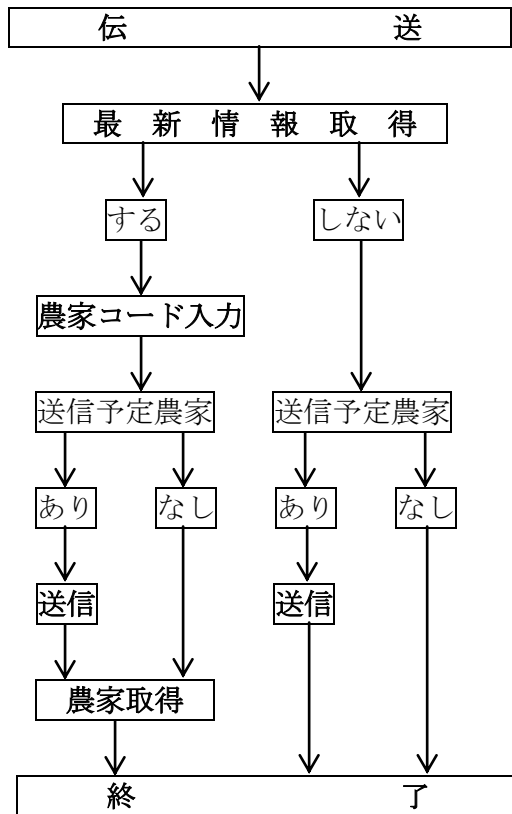 伝 送
最 新 情 報 取 得
する しない
農家コード入力
送信予定農家 送信予定農家
あり なし あり なし
送信 送信
農家取得
終 了